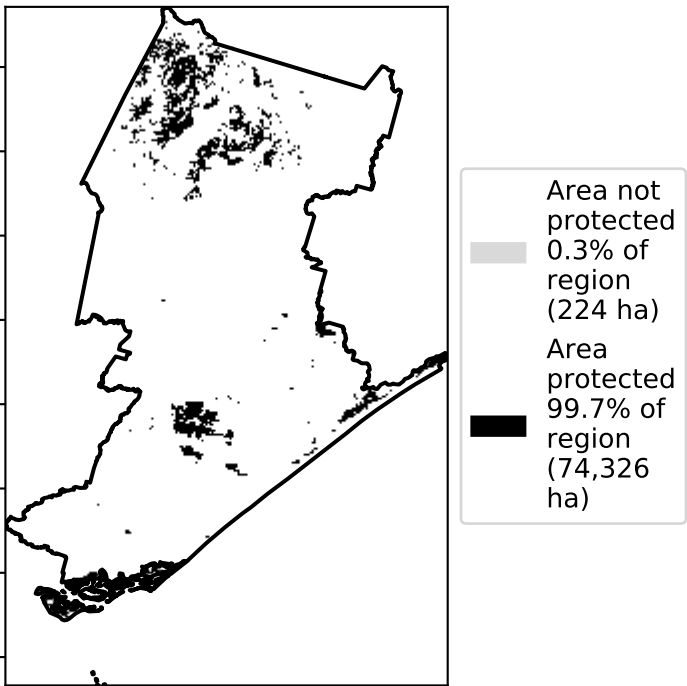 Area not
protected
0.3% of
region
(224 ha)
Area
protected
99.7% of
region
(74,326
ha)